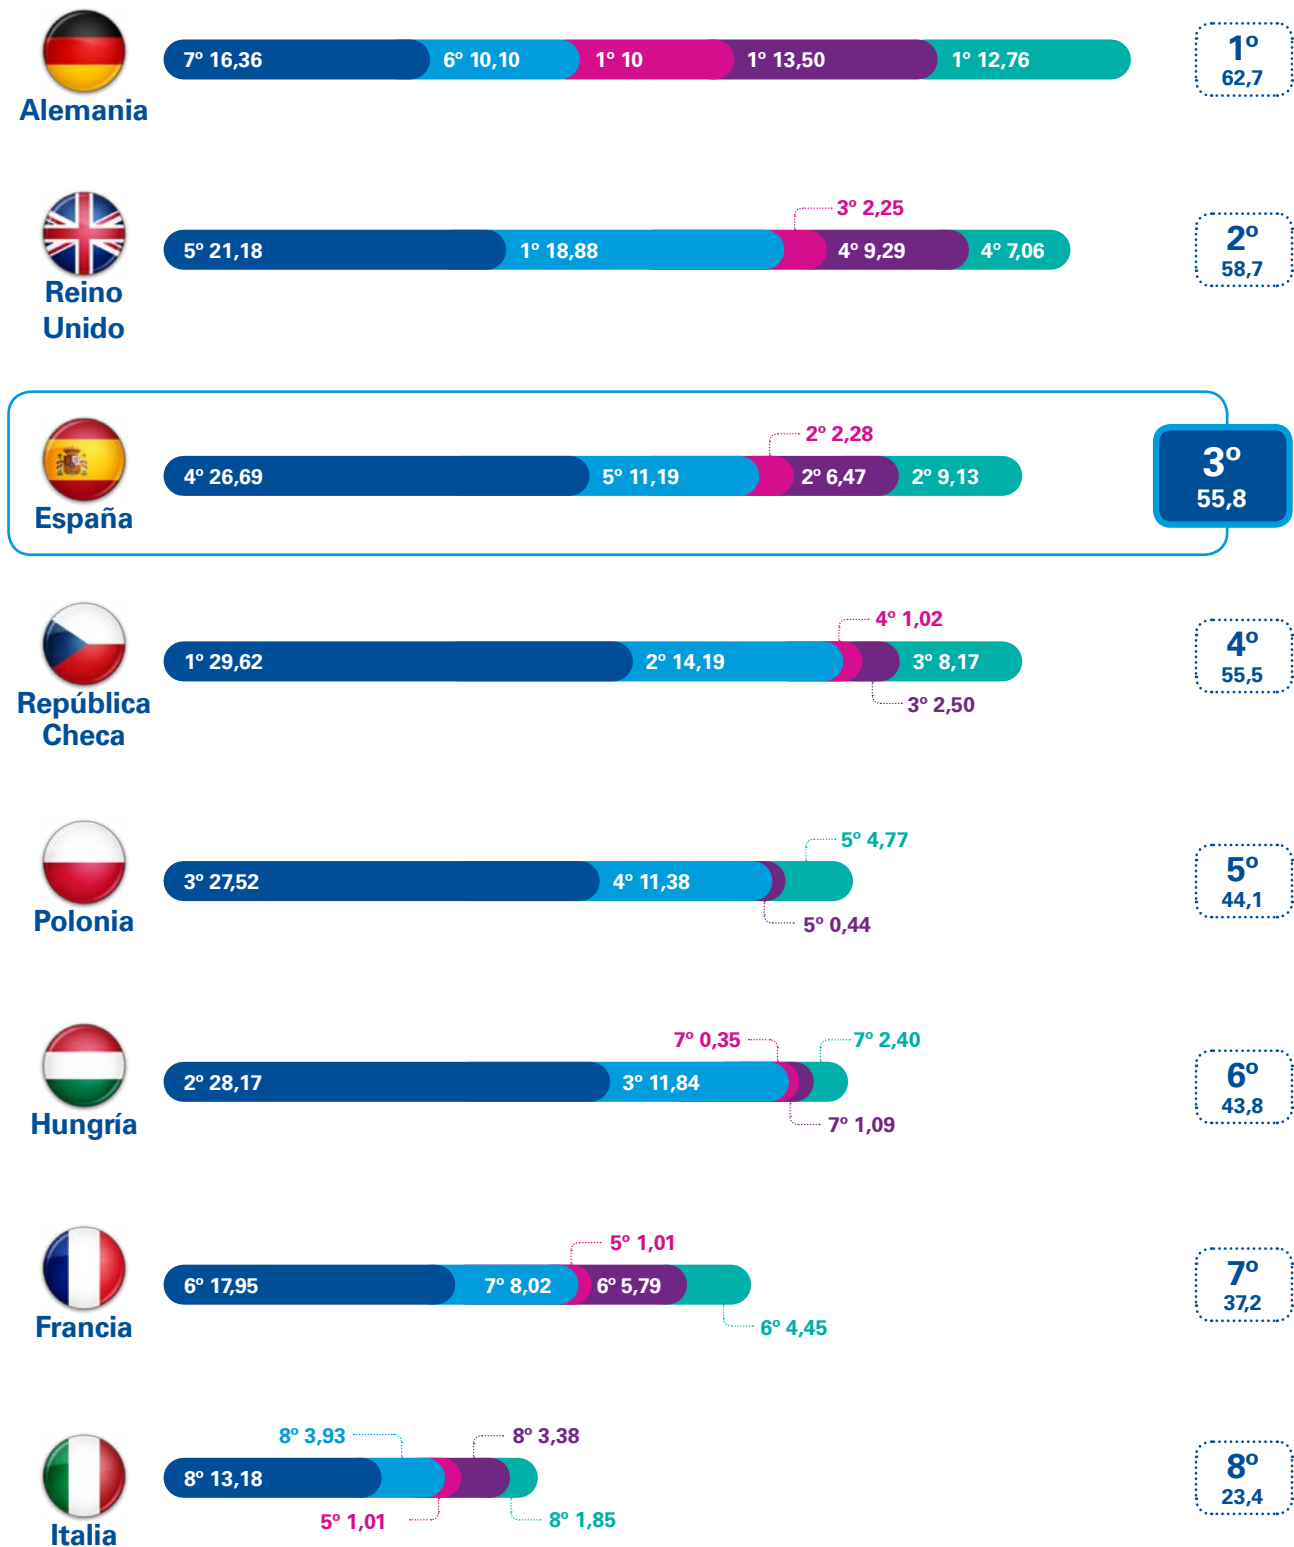 7º 16,36 6º 10,10 1º 10 1º 13,50 1º 12,76
1º
62,7
Alemania
3º 2,25
5º 21,18 1º 18,88 4º 9,29 4º 7,06
2º
58,7
Reino
Unido
2º 2,28
4º 26,69 5º 11,19 2º 6,47 2º 9,13
3º
55,8
España
4º 1,02
1º 29,62 2º 14,19 3º 8,17
3º 2,50
4º
55,5
República
Checa
5º 4,77
3º 27,52 4º 11,38
5º 0,44
5º
44,1
Polonia
7º 0,35 7º 2,40
2º 28,17 3º 11,84
7º 1,09
6º
43,8
Hungría
5º 1,01
6º 17,95 7º 8,02 6º 5,79
6º 4,45
7º
37,2
Francia
8º 3,93 8º 3,38
8º 13,18
5º 1,01 8º 1,85
8º
23,4
Italia